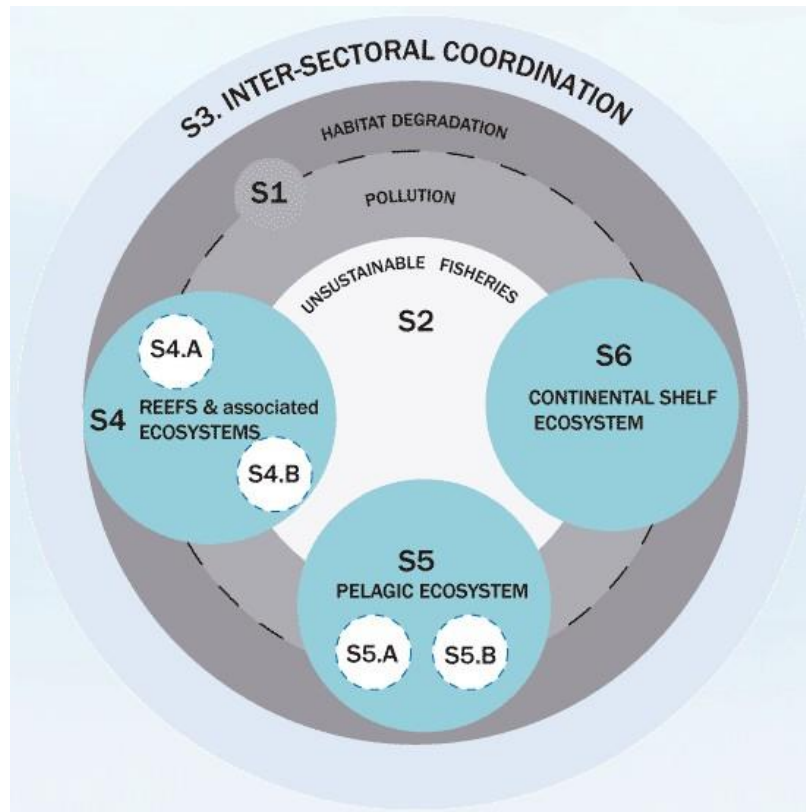 S3. INTER-SECTORAL COORDINATION
HABITAT DEGRADATION
S1
POLLUTION
UNSUSTAINABLE FISHERIES
S2
S4.A
S4
REEFS & associated
ECOSYSTEMS
S4.B
S6
CONTINENTAL SHELF
ECOSYSTEM
S5
PELAGIC ECOSYSTEM
S5.A
S5.B